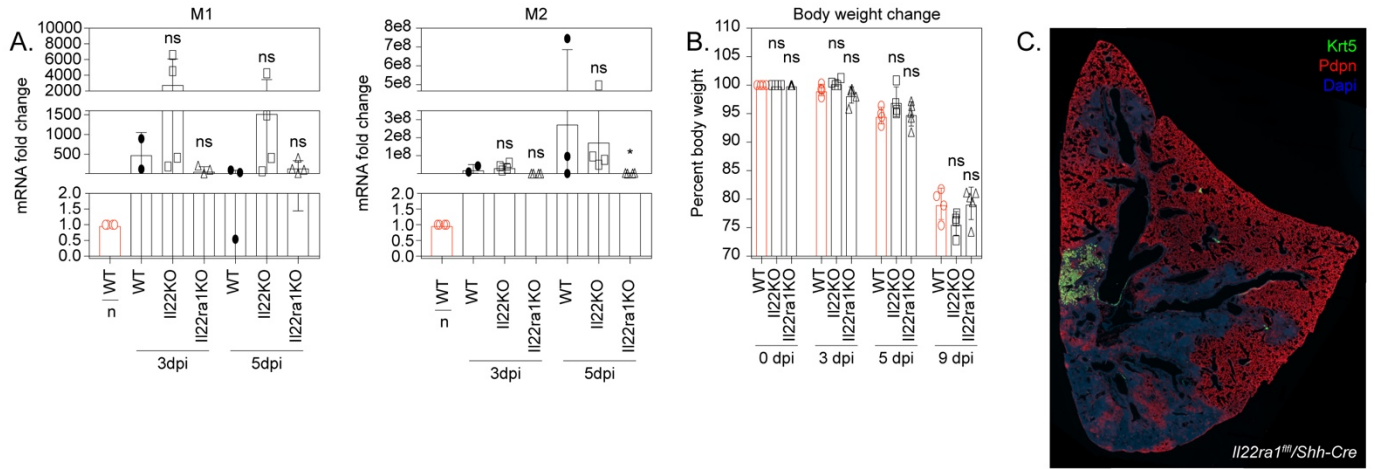 A.
M1
mRNA fold change
10000
8000
6000
4000
2000
1500
1000
500
2.0
1.5
1.0
0.5
0.0
ns
ns
ns
ns
WT
n
WT
Il22KO
Il22ra1KO
3dpi
WT
Il22KO
Il22ra1KO
5dpi
M2
mRNA fold change
8e8
7e8
6e8
5e8
3e8
2e8
1e8
2.0
1.5
1.0
0.5
0.0
ns
ns
ns
*
WT
n
WT
Il22KO
Il22ra1KO
3dpi
WT
Il22KO
Il22ra1KO
5dpi
B.
Body weight change
Percent body weight
110
105
100
95
90
85
80
75
70
ns
ns
ns
ns
ns
ns
ns
ns
WT
Il22KO
Il22ra1KO
0 dpi
WT
Il22KO
Il22ra1KO
3 dpi
WT
Il22KO
Il22ra1KO
5 dpi
WT
Il22KO
Il22ra1KO
9 dpi
C.
Krt5
Pdpn
Dapi
Il22ra1fl/fl/Shh-Cre